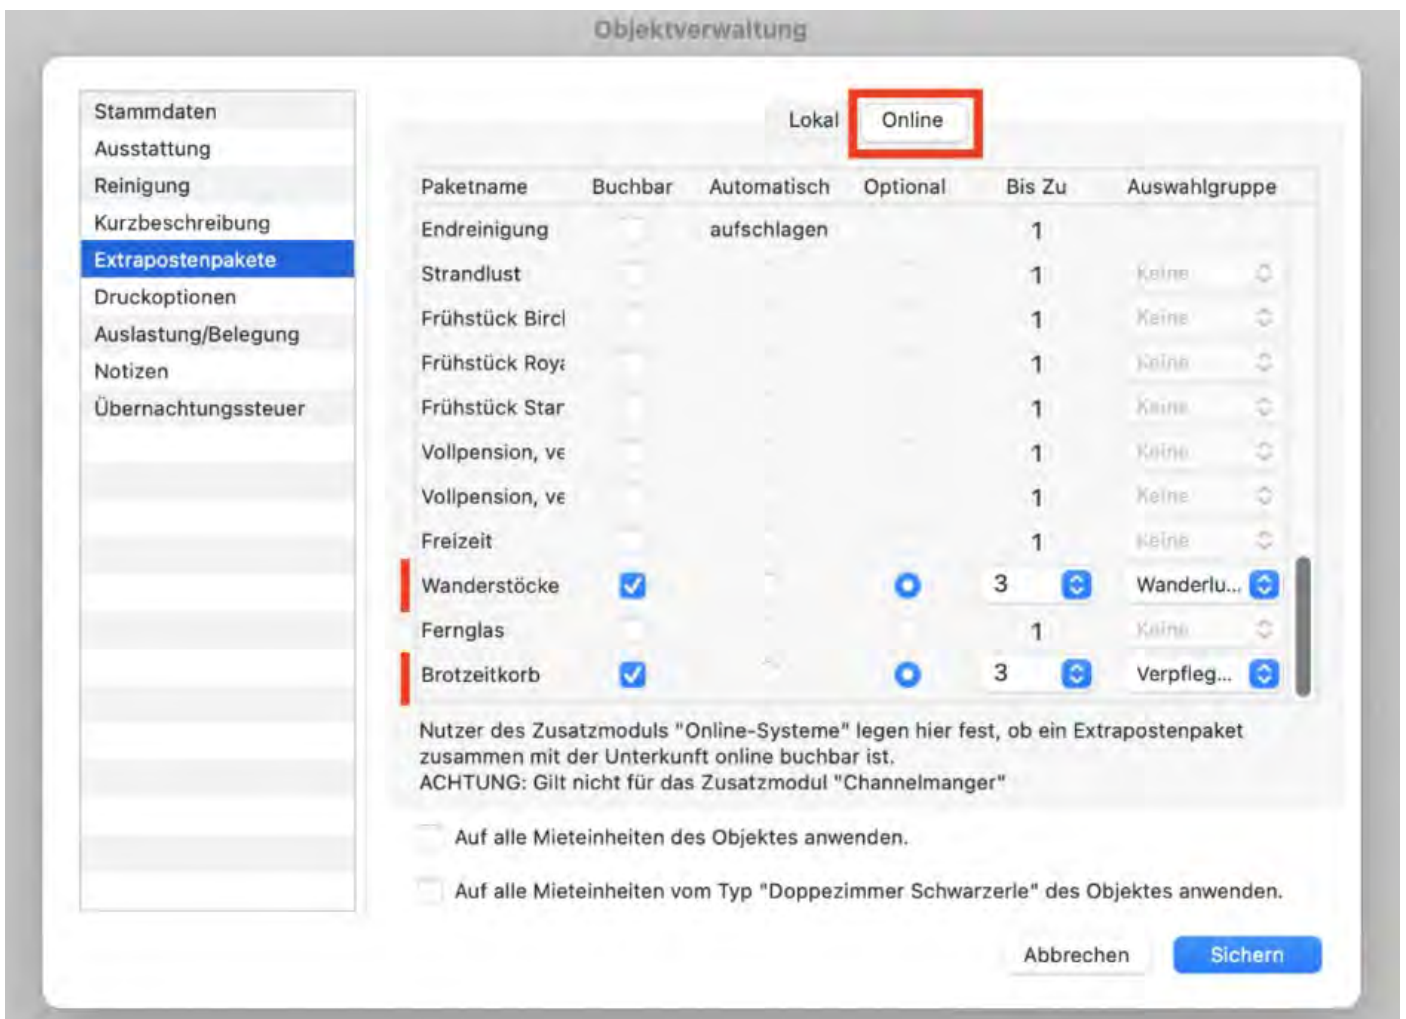 Objektverwaltung
Stammdaten
Ausstattung
Reinigung
Kurzbeschreibung
Extrapostenpakete
Druckoptionen
Auslastung/Belegung
Notizen
Übernachtungssteuer
Lokal Online
Paketname Buchbar Automatisch Optional Bis Zu Auswahlgruppe
Endreinigung aufschlagen 1
Strandlust 1 Keine
Frühstück Bircl 1 Keine
Frühstück Roya 1 Keine
Frühstück Star 1 Keine
Vollpension, ve 1 Keine
Vollpension, ve 1 Keine
Freizeit 1 Keine
Wanderstöcke 3 Wanderlu...
Fernglas 1 Keine
Brotzeitkorb 3 Verpfleg...
Nutzer des Zusatzmoduls "Online-Systeme" legen hier fest, ob ein Extrapostenpaket
zusammen mit der Unterkunft online buchbar ist.
ACHTUNG: Gilt nicht für das Zusatzmodul "Channelmanger"
Auf alle Mieteinheiten des Objektes anwenden.
Auf alle Mieteinheiten vom Typ "Doppezimmer Schwarzerle" des Objektes anwenden.
Abbrechen Sichern